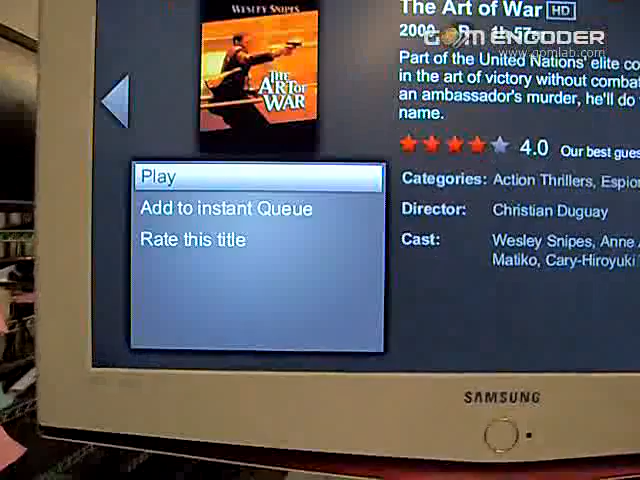 WESLEY SNIPES
THE
ART OF
WAR
The Art of War HD
GOM ENCODER
www.gomlab.com
Part of the United Nations' elite co
in the art of victory without combat
an ambassador's murder, he'll do
name.
4.0 Our best gues
Play
Add to instant Queue
Rate this title
Categories: Action Thrillers, Espion
Director: Christian Duguay
Cast: Wesley Snipes, Anne
Matiko, Cary-Hiroyuki
SAMSUNG